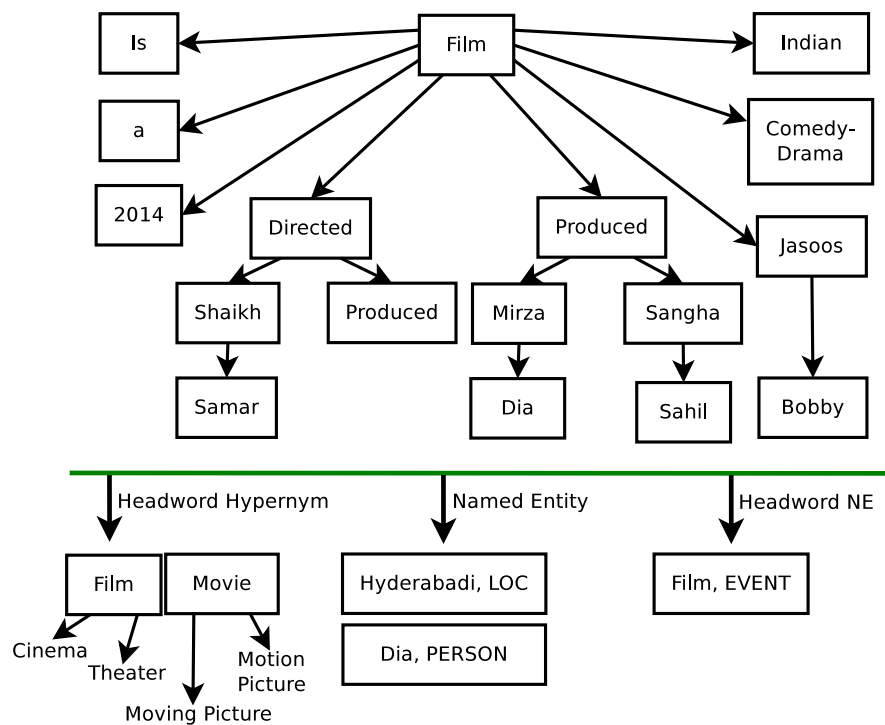 Is
Film
Indian
a
Comedy-
Drama
2014
Directed
Produced
Jasoos
Shaikh
Produced
Mirza
Sangha
Samar
Dia
Sahil
Bobby
Headword Hypernym
Named Entity
Headword NE
Film
Movie
Hyderabadi, LOC
Film, EVENT
Cinema
Theater
Motion
Picture
Dia, PERSON
Moving Picture